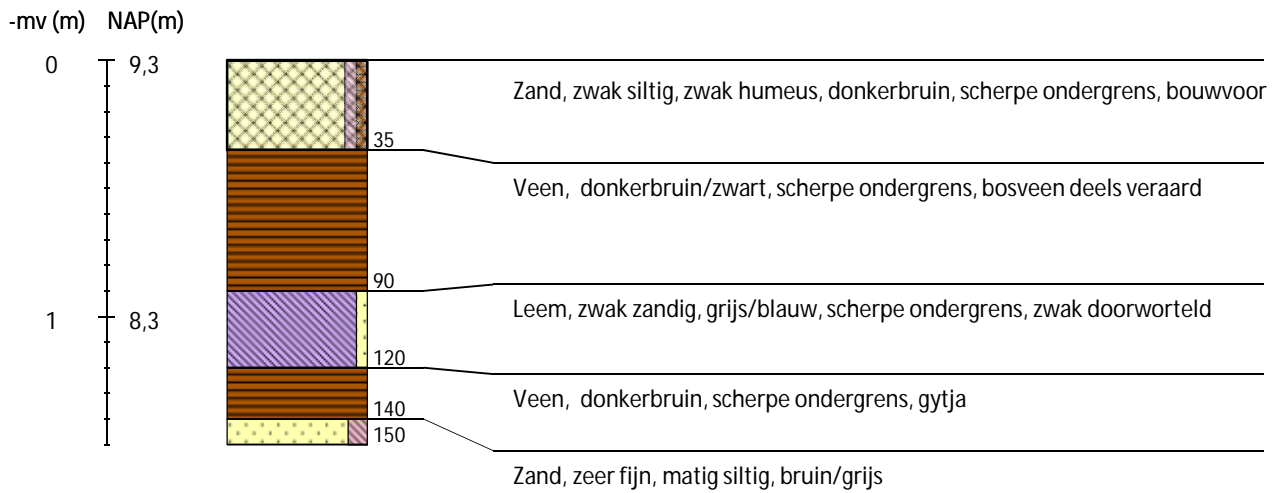 -mv (m) NAP(m)
0 9,3
Zand, zwak siltig, zwak humeus, donkerbruin, scherpe ondergrens, bouwvoor
35
Veen, donkerbruin/zwart, scherpe ondergrens, bosveen deels veraard
90
Leem, zwak zandig, grijs/blauw, scherpe ondergrens, zwak doorworteld
1 8,3
120
Veen, donkerbruin, scherpe ondergrens, gytja
140
150
Zand, zeer fijn, matig siltig, bruin/grijs